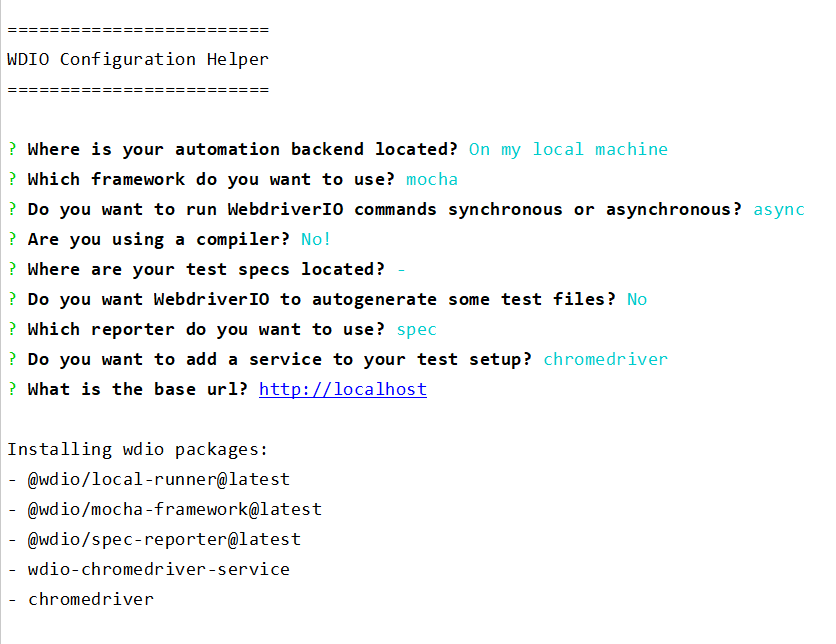 =========================
WDIO Configuration Helper
=========================
? Where is your automation backend located? On my local machine
? Which framework do you want to use? mocha
? Do you want to run WebdriverIO commands synchronous or asynchronous? async
? Are you using a compiler? No!
? Where are your test specs located? -
? Do you want WebdriverIO to autogenerate some test files? No
? Which reporter do you want to use? spec
? Do you want to add a service to your test setup? chromedriver
? What is the base url? http://localhost
Installing wdio packages:
- @wdio/local-runner@latest
- @wdio/mocha-framework@latest
- @wdio/spec-reporter@latest
- wdio-chromedriver-service
- chromedriver